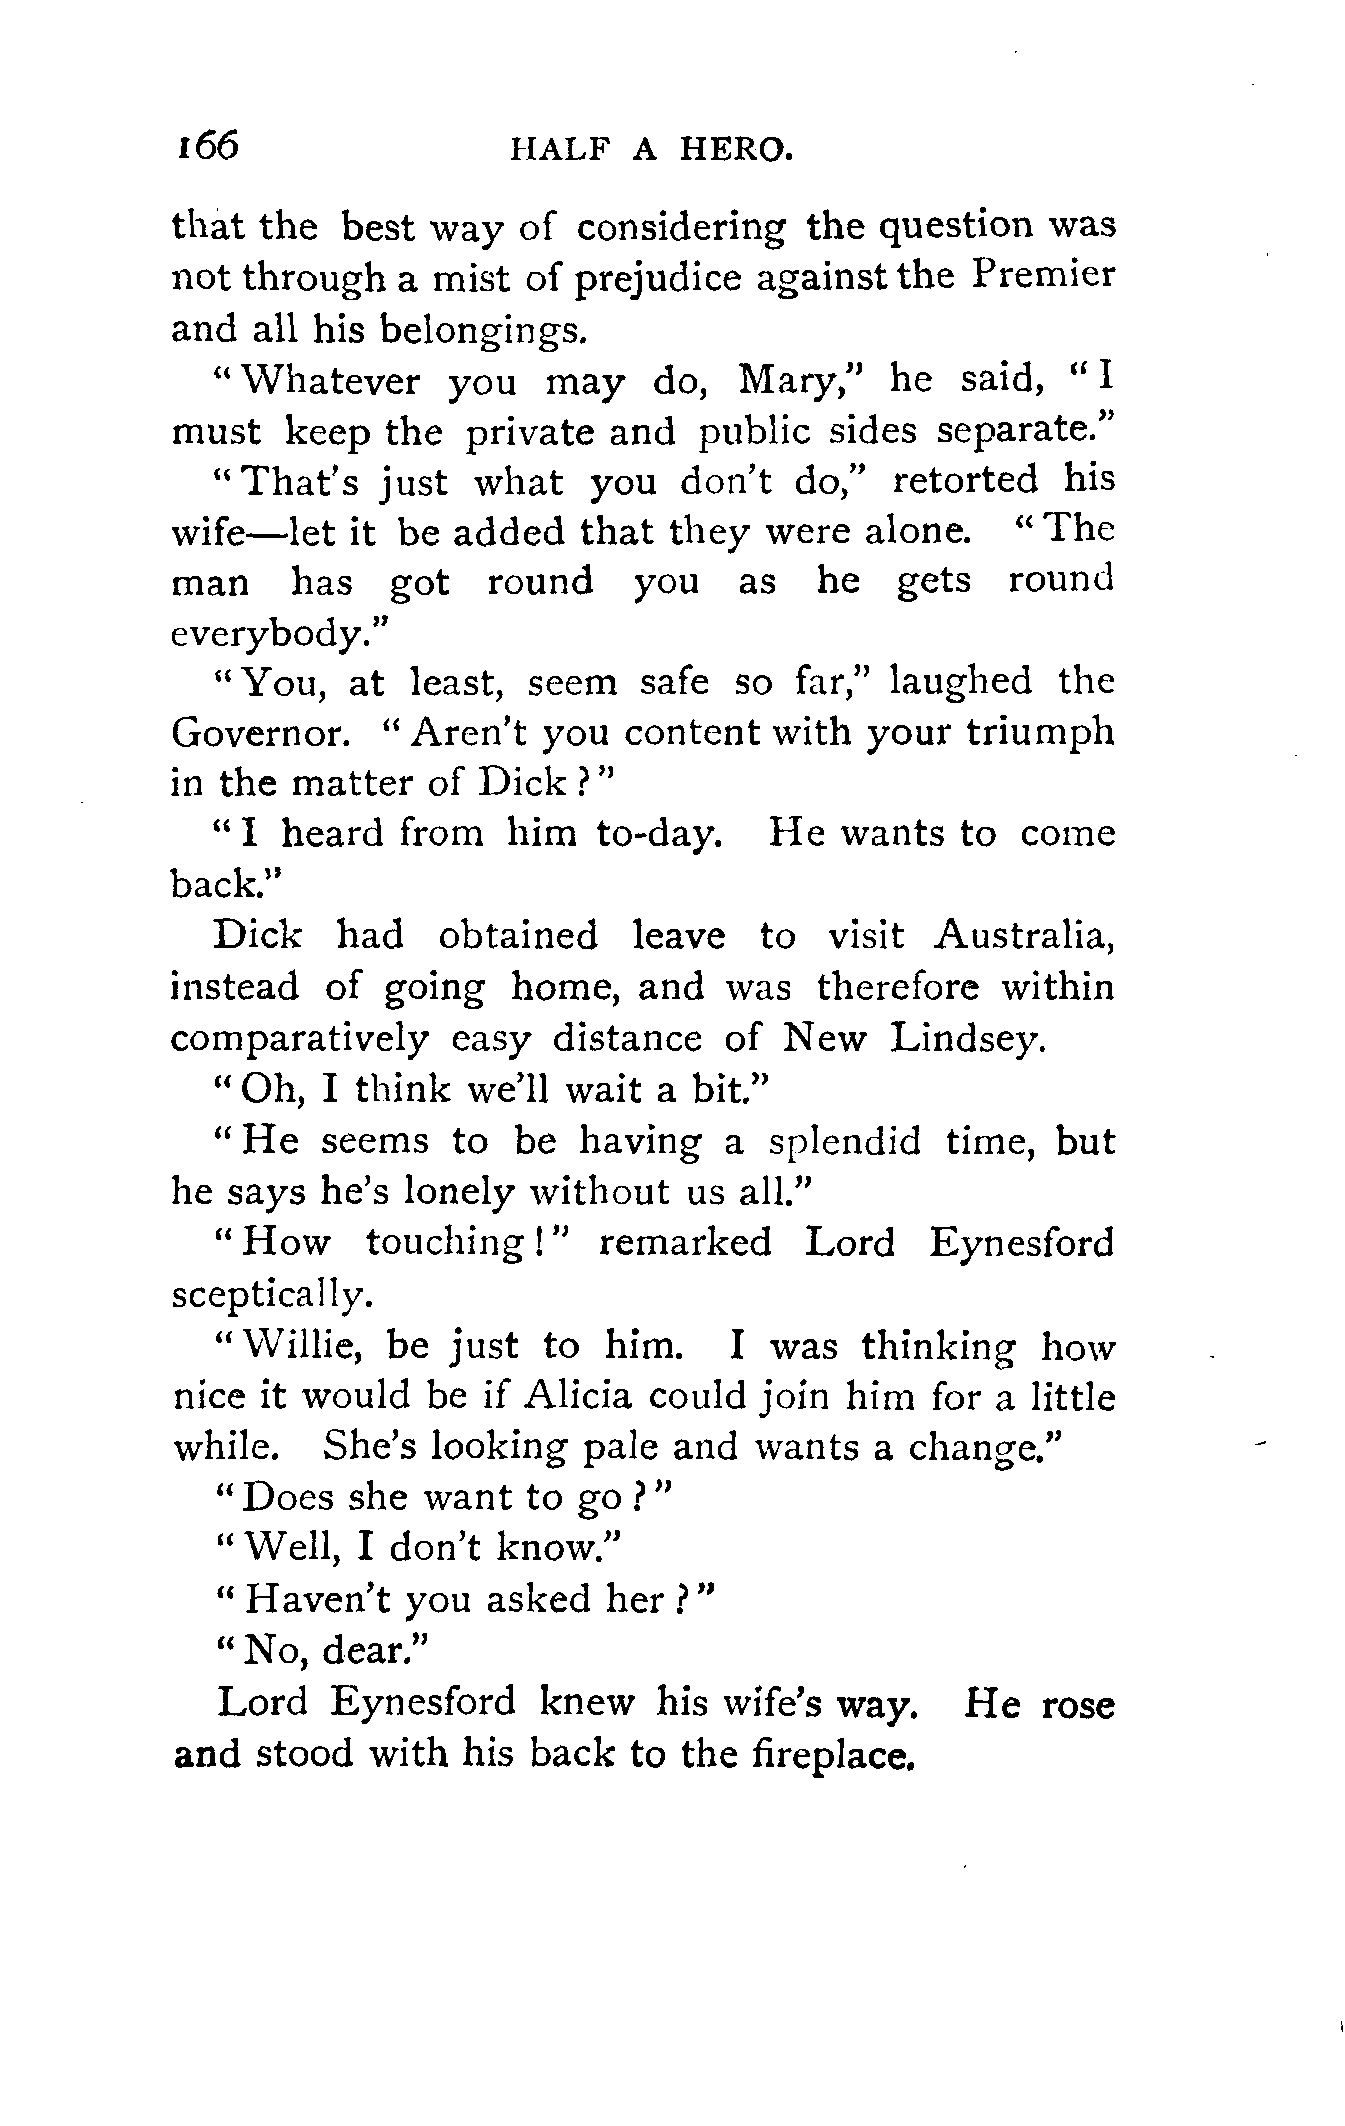 166 HALF A HERO.
that the best way of considering the question was
not through a mist of prejudice against the Premier
and all his belongings.
"Whatever you may do, Mary," he said, "I
must keep the private and public sides separate."
"That's just what you don't do," retorted his
wife—let it be added that they were alone. "The
man has got round you as he gets round
everybody."
"You, at least, seem safe so far," laughed the
Governor. "Aren't you content with your triumph
in the matter of Dick?"
"I heard from him to-day. He wants to come
back."
Dick had obtained leave to visit Australia,
instead of going home, and was therefore within
comparatively easy distance of New Lindsey.
"Oh, I think we'll wait a bit."
"He seems to be having a splendid time, but
he says he's lonely without us all."
"How touching!" remarked Lord Eynesford
sceptically.
"Willie, be just to him. I was thinking how
nice it would be if Alicia could join him for a little
while. She's looking pale and wants a change."
"Does she want to go?"
"Well, I don't know."
"Haven't you asked her?"
"No, dear."
Lord Eynesford knew his wife's way. He rose
and stood with his back to the fireplace.